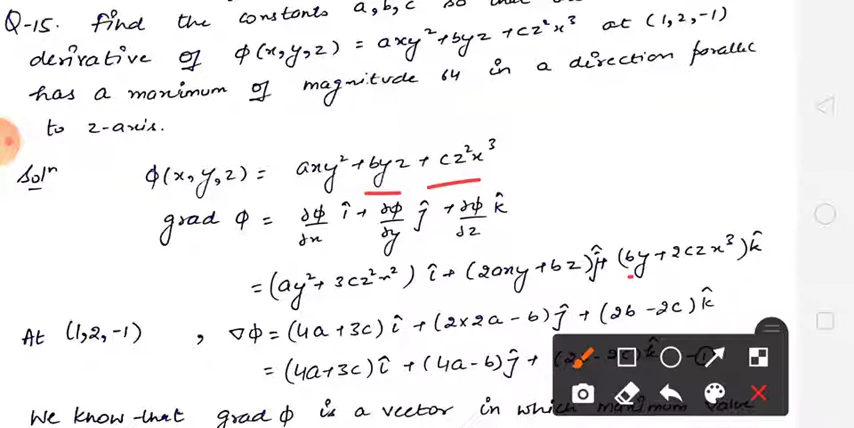 Q-15. Find the constants a, b, c so that
derivative of φ(x,y,z) = axy² + byz + cz²x³ at (1,2,-1)
has a maximum of magnitude 64 in a direction parallel
to z-axis.
Solⁿ φ(x,y,z) = axy² + byz + cz²x³
grad φ = ∂φ/∂x î + ∂φ/∂y ĵ + ∂φ/∂z k̂
= (ay² + 3cz²x²) î + (2axy + bz) ĵ + (by + 2czx³) k̂
At (1,2,-1) , ∇φ = (4a+3c) î + (2×2a - b) ĵ + (2b - 2c) k̂
= (4a+3c) î + (4a-b) ĵ +
We know that grad φ is a vector in which maximum value